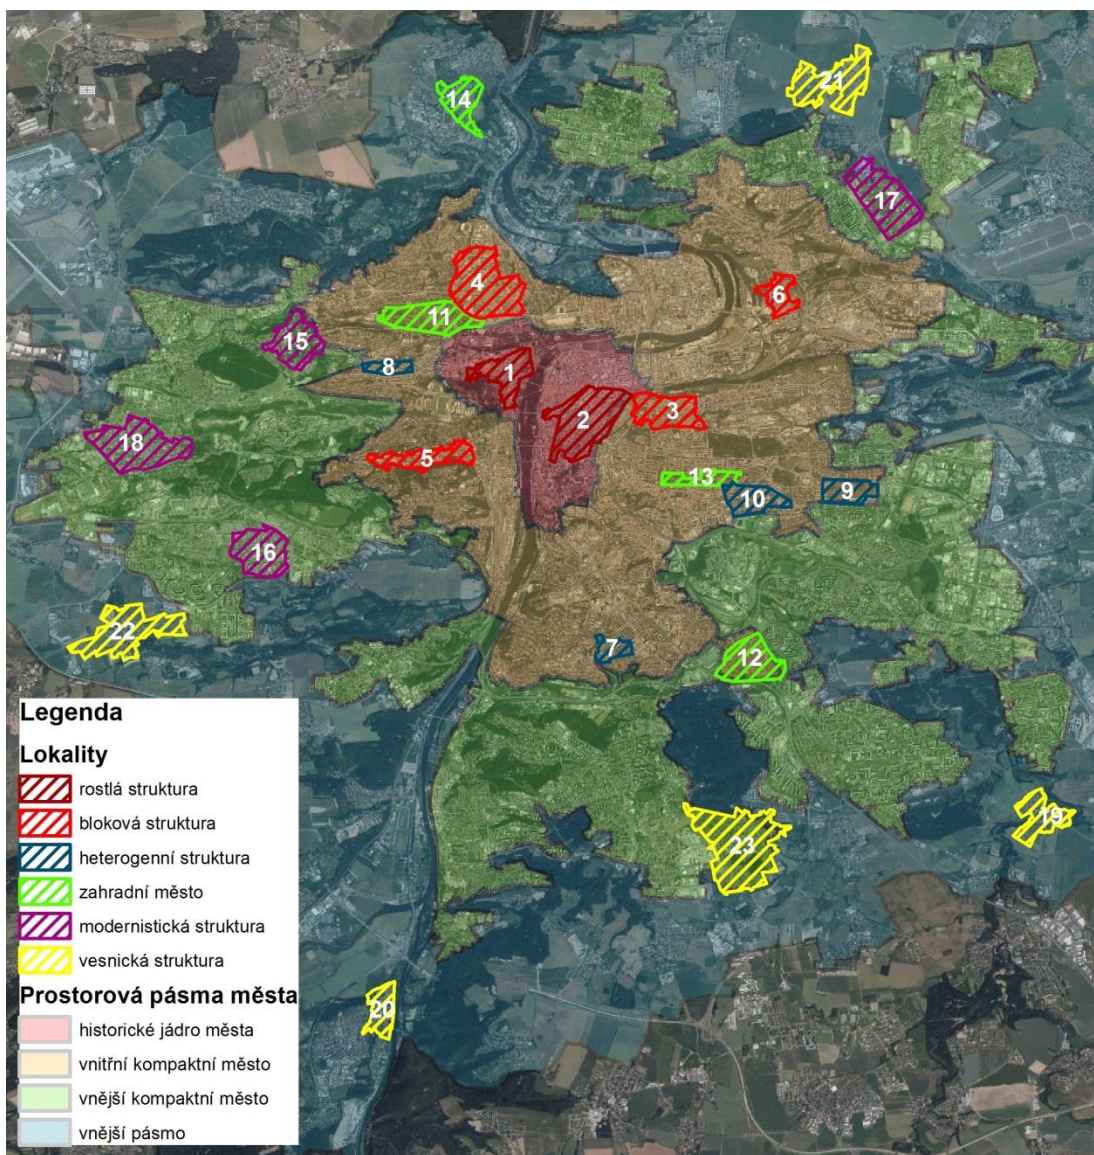 21
14
17
4
6
11
15
8
1
2
3
18
5
13
10
9
16
22
7
12
19
23
20
Legenda
Lokality
rostlá struktura
bloková struktura
heterogenní struktura
zahradní město
modernistická struktura
vesnická struktura
Prostorová pásma města
historické jádro města
vnitřní kompaktní město
vnější kompaktní město
vnější pásmo